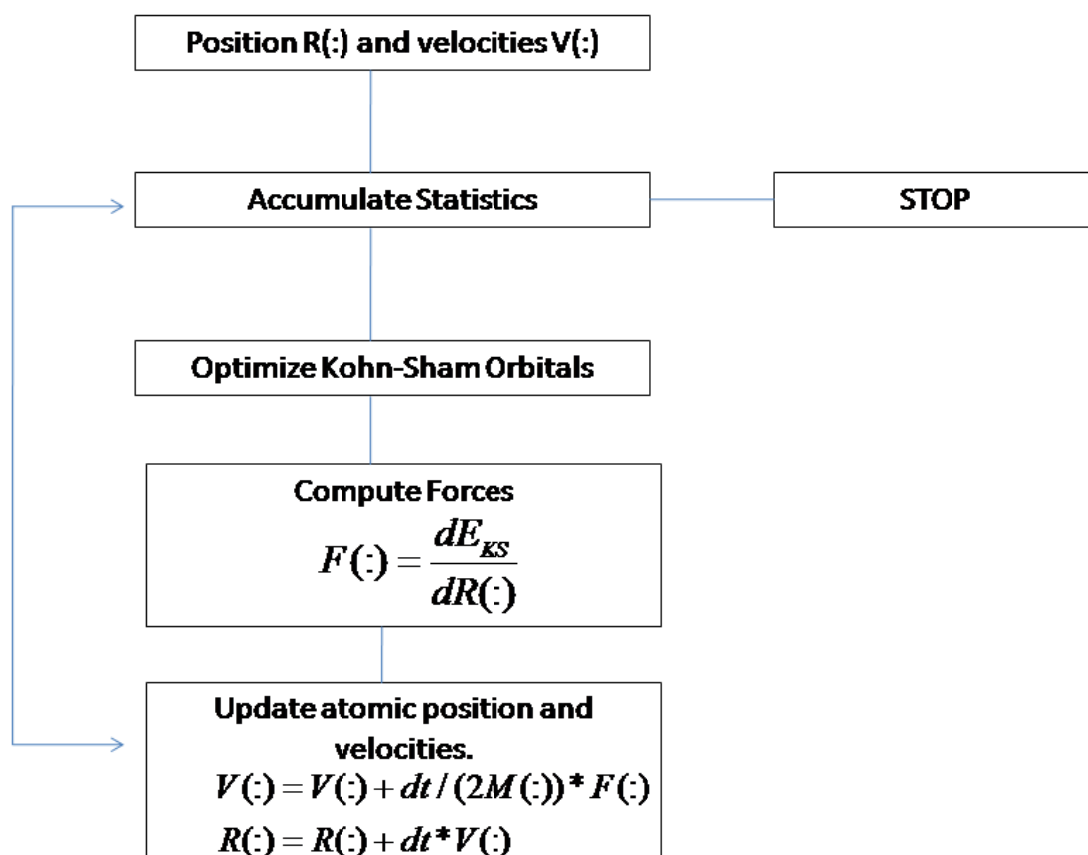 Position R(:) and velocities V(:)
Accumulate Statistics
STOP
Optimize Kohn-Sham Orbitals
Compute Forces
F(:) = dE_KS / dR(:)
Update atomic position and
velocities.
V(:) = V(:) + dt / (2M(:)) * F(:)
R(:) = R(:) + dt * V(:)